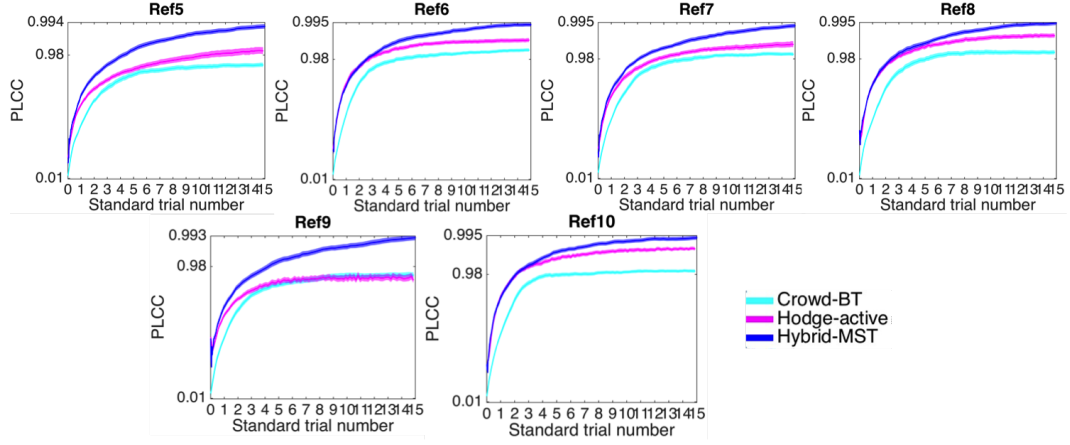 Ref5
Ref6
Ref7
Ref8
0.994
0.98
0.01
PLCC
0 1 2 3 4 5 6 7 8 9 10 11 12 13 14 15
Standard trial number
0.995
0.98
0.01
PLCC
0 1 2 3 4 5 6 7 8 9 10 11 12 13 14 15
Standard trial number
0.995
0.98
0.01
PLCC
0 1 2 3 4 5 6 7 8 9 10 11 12 13 14 15
Standard trial number
0.995
0.98
0.01
PLCC
0 1 2 3 4 5 6 7 8 9 10 11 12 13 14 15
Standard trial number
Ref9
Ref10
0.993
0.98
0.01
PLCC
0 1 2 3 4 5 6 7 8 9 10 11 12 13 14 15
Standard trial number
0.995
0.98
0.01
PLCC
0 1 2 3 4 5 6 7 8 9 10 11 12 13 14 15
Standard trial number
Crowd-BT
Hodge-active
Hybrid-MST